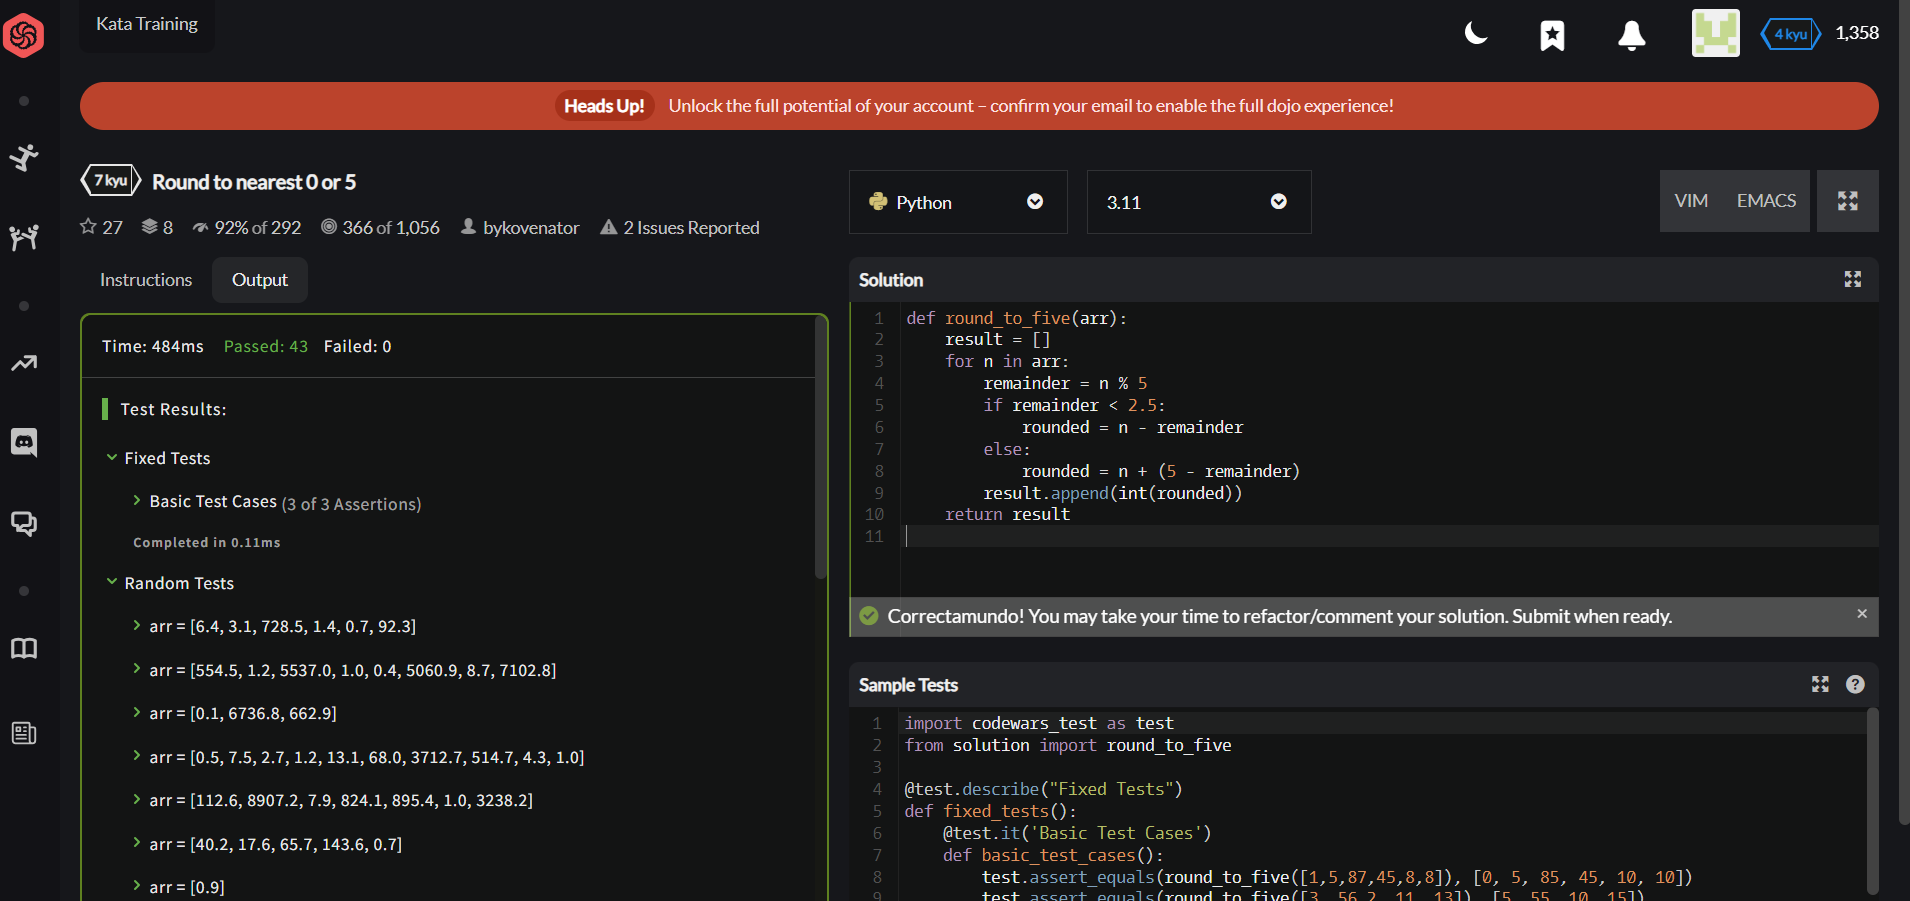 Kata Training
4 kyu 1,358
Heads Up! Unlock the full potential of your account – confirm your email to enable the full dojo experience!
7 kyu Round to nearest 0 or 5
27 8 92% of 292 366 of 1,056 bykovenator 2 Issues Reported
Instructions Output
Time: 484ms Passed: 43 Failed: 0
Test Results:
Fixed Tests
Basic Test Cases (3 of 3 Assertions)
Completed in 0.11ms
Random Tests
arr = [6.4, 3.1, 728.5, 1.4, 0.7, 92.3]
arr = [554.5, 1.2, 5537.0, 1.0, 0.4, 5060.9, 8.7, 7102.8]
arr = [0.1, 6736.8, 662.9]
arr = [0.5, 7.5, 2.7, 1.2, 13.1, 68.0, 3712.7, 514.7, 4.3, 1.0]
arr = [112.6, 8907.2, 7.9, 824.1, 895.4, 1.0, 3238.2]
arr = [40.2, 17.6, 65.7, 143.6, 0.7]
arr = [0.9]
Python 3.11 VIM EMACS
Solution
1 def round_to_five(arr):
2     result = []
3     for n in arr:
4         remainder = n % 5
5         if remainder < 2.5:
6             rounded = n - remainder
7         else:
8             rounded = n + (5 - remainder)
9         result.append(int(rounded))
10     return result
11
Correctamundo! You may take your time to refactor/comment your solution. Submit when ready.
Sample Tests
1 import codewars_test as test
2 from solution import round_to_five
3
4 @test.describe("Fixed Tests")
5 def fixed_tests():
6     @test.it('Basic Test Cases')
7     def basic_test_cases():
8         test.assert_equals(round_to_five([1,5,87,45,8,8]), [0, 5, 85, 45, 10, 10])
9         test.assert_equals(round_to_five([3, 56.2, 11, 13]), [5, 55, 10, 15])